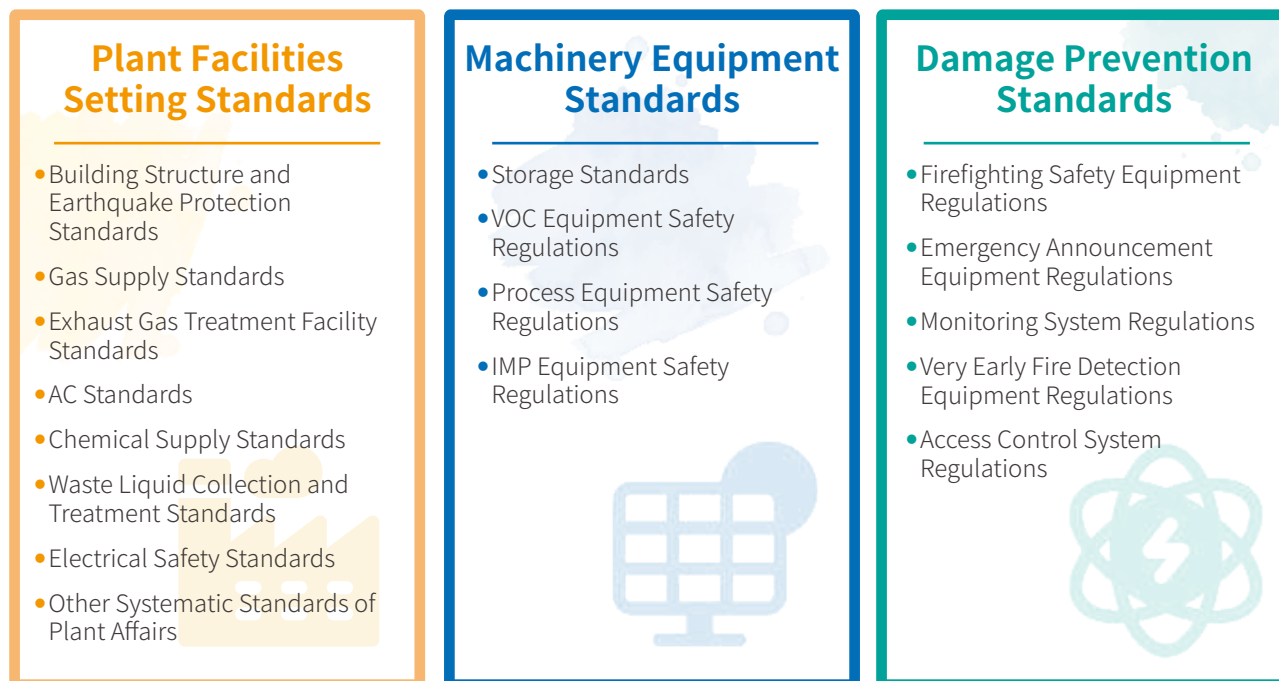 Plant Facilities
Setting Standards
•Building Structure and
Earthquake Protection
Standards
•Gas Supply Standards
•Exhaust Gas Treatment Facility
Standards
•AC Standards
•Chemical Supply Standards
•Waste Liquid Collection and
Treatment Standards
•Electrical Safety Standards
•Other Systematic Standards of
Plant Affairs
Machinery Equipment
Standards
•Storage Standards
•VOC Equipment Safety
Regulations
•Process Equipment Safety
Regulations
•IMP Equipment Safety
Regulations
Damage Prevention
Standards
•Firefighting Safety Equipment
Regulations
•Emergency Announcement
Equipment Regulations
•Monitoring System Regulations
•Very Early Fire Detection
Equipment Regulations
•Access Control System
Regulations